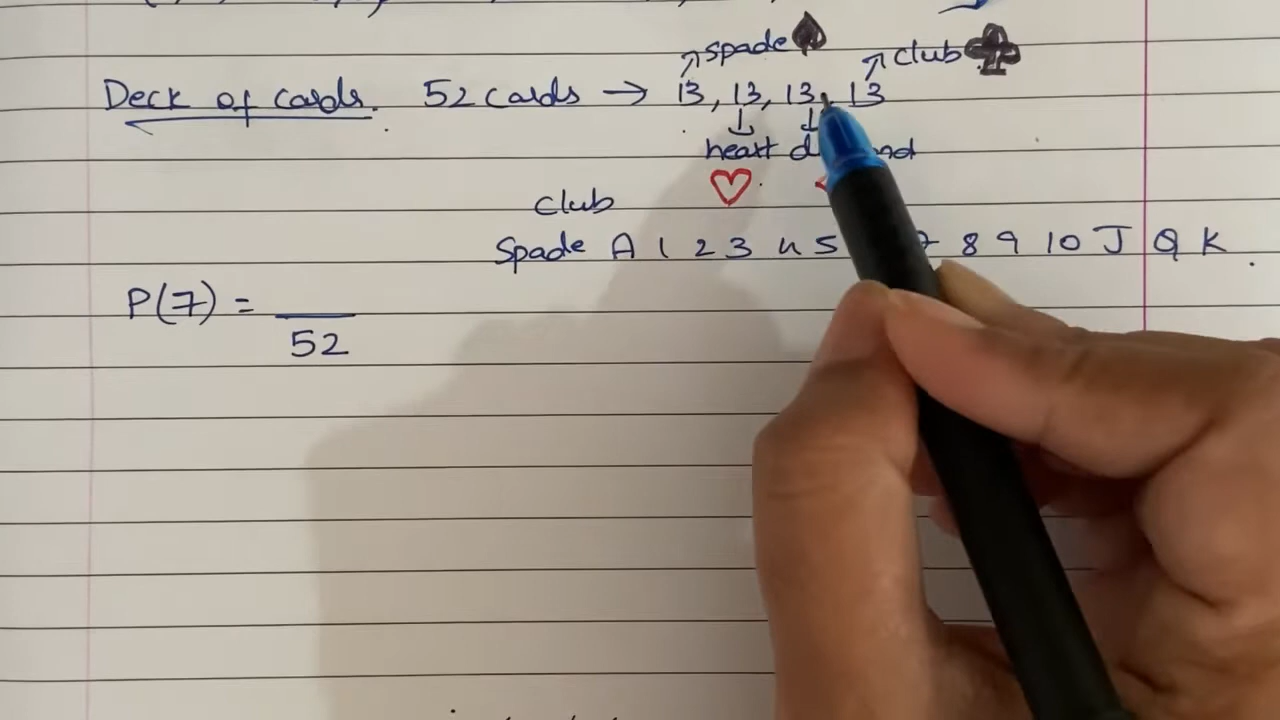 spade club
Deck of cards. 52 cards → 13, 13, 13, 13
heart
club
Spade A 1 2 3 4 5 7 8 9 10 J Q K
P(7) =
52